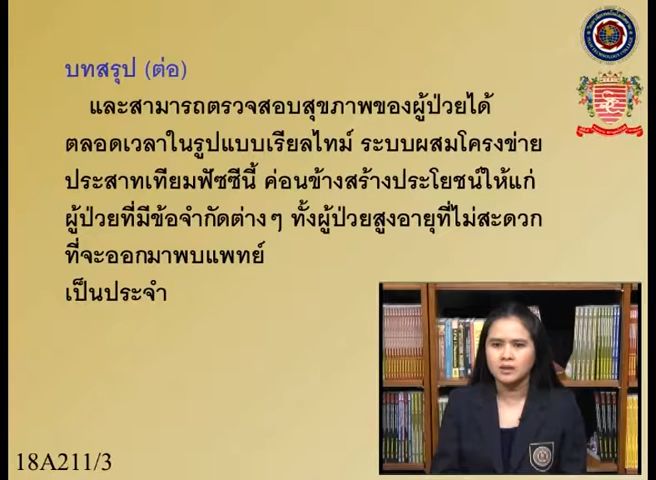 บทสรุป (ต่อ)
และสามารถตรวจสอบสุขภาพของผู้ป่วยได้
ตลอดเวลาในรูปแบบเรียลไทม์ ระบบผสมโครงข่าย
ประสาทเทียมฟัซซีนี้ ค่อนข้างสร้างประโยชน์ให้แก่
ผู้ป่วยที่มีข้อจำกัดต่างๆ ทั้งผู้ป่วยสูงอายุที่ไม่สะดวก
ที่จะออกมาพบแพทย์
เป็นประจำ
18A211/3